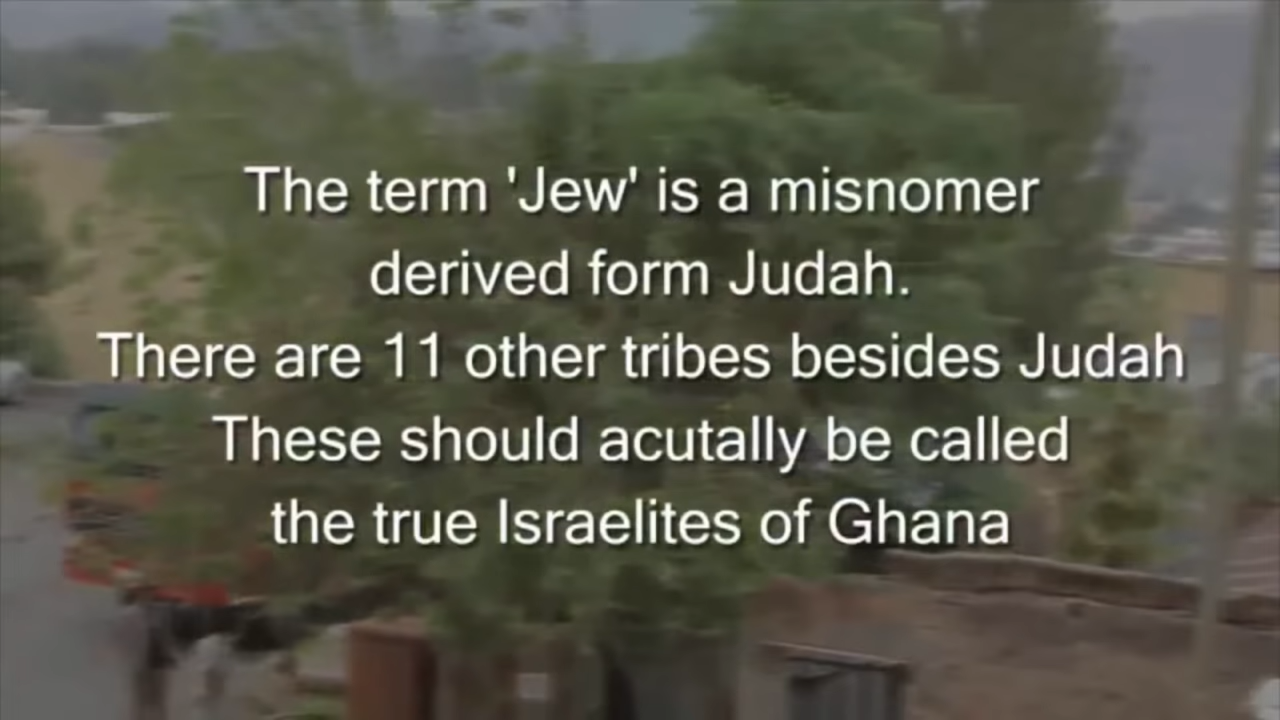 The term 'Jew' is a misnomer
derived form Judah.
There are 11 other tribes besides Judah
These should acutally be called
the true Israelites of Ghana